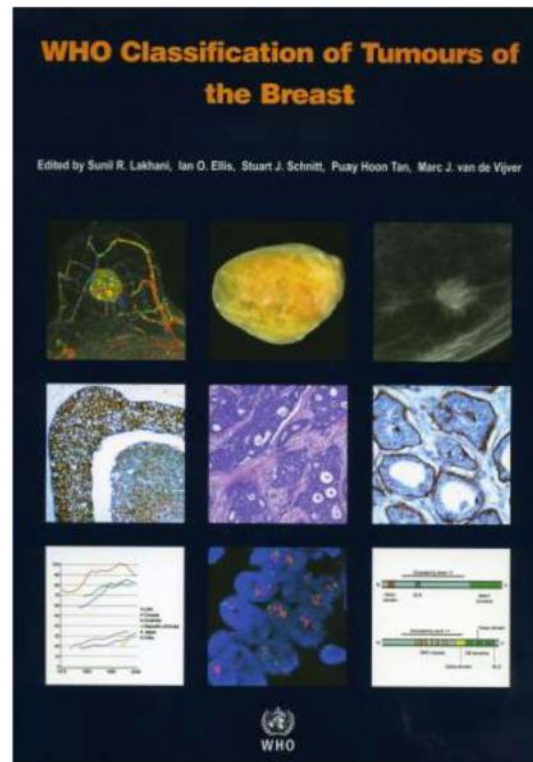 WHO Classification of Tumours of
the Breast
Edited by Sunil R. Lakhani, Ian O. Ellis, Stuart J. Schnitt, Puay Hoon Tan, Marc J. van de Vijver
WHO